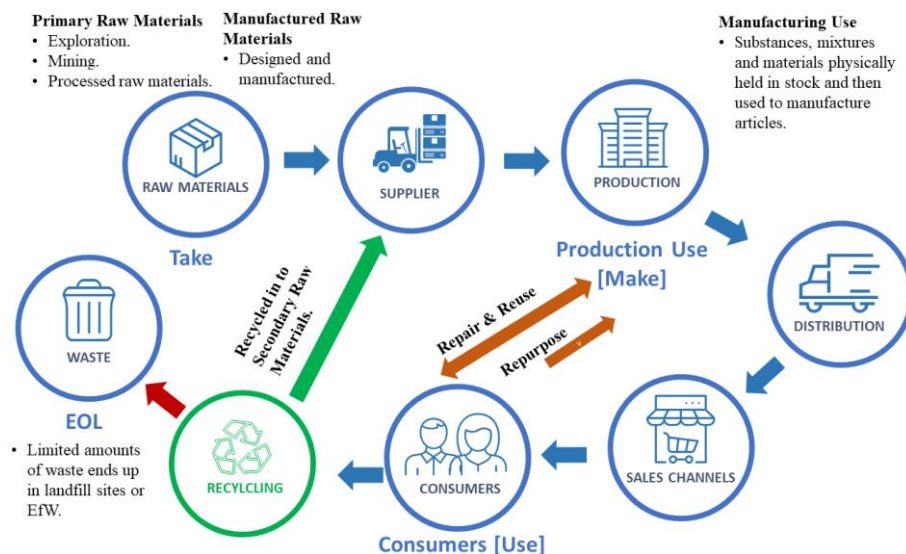 Primary Raw Materials
• Exploration.
• Mining.
• Processed raw materials.
Manufactured Raw
Materials
• Designed and
manufactured.
Manufacturing Use
• Substances, mixtures
and materials physically
held in stock and then
used to manufacture
articles.
RAW MATERIALS
SUPPLIER
PRODUCTION
Take
Production Use
[Make]
Recycled in to
Secondary Raw
Materials.
Repair & Reuse
Repurpose
v
DISTRIBUTION
WASTE
EOL
• Limited amounts
of waste ends up
in landfill sites or
EfW.
RECYLCLING
CONSUMERS
Consumers [Use]
SALES CHANNELS